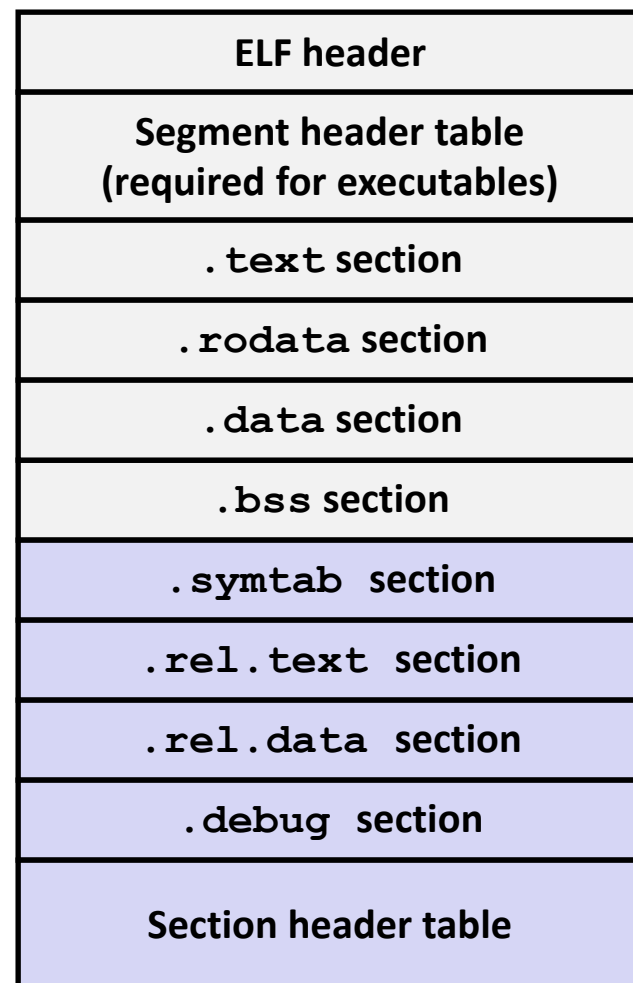 ELF header
Segment header table
(required for executables)
.text section
.rodata section
.data section
.bss section
.symtab section
.rel.text section
.rel.data section
.debug section
Section header table